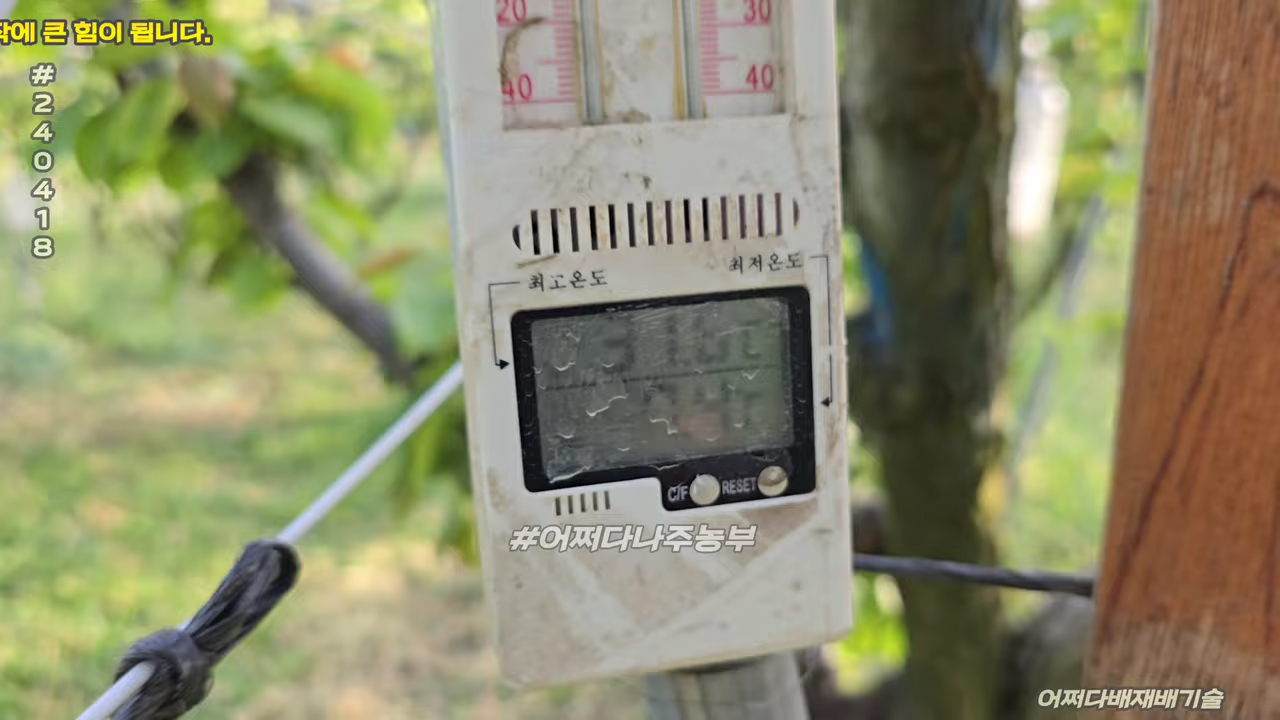 작에 큰 힘이 됩니다.
#240418
20
30
40
40
최고온도
최저온도
C/F
RESET
#어쩌다나주농부
어쩌다배재배기술